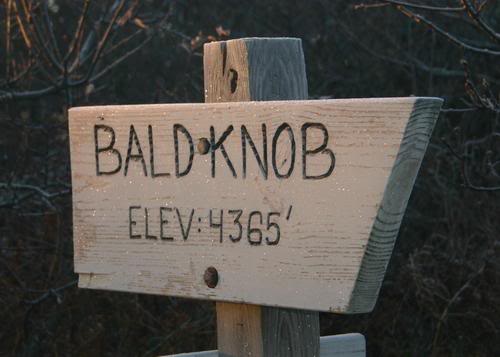 BALD KNOB
ELEV: 4365'